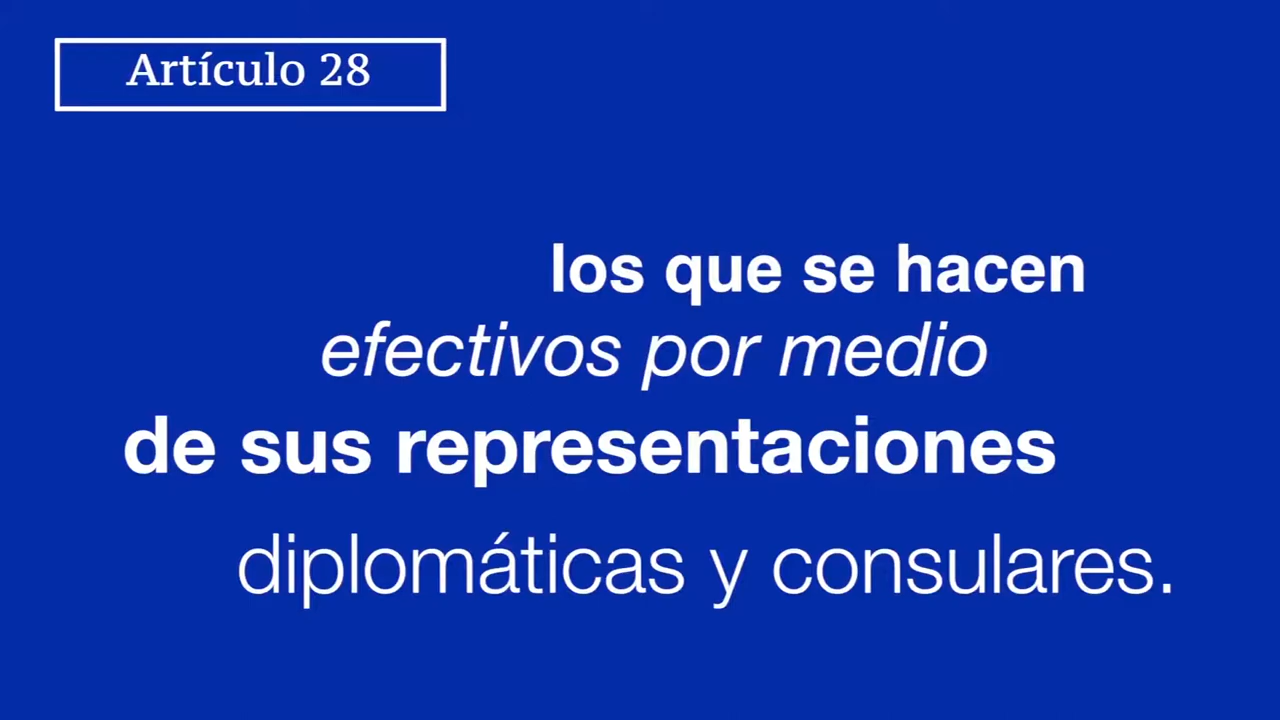 Artículo 28
los que se hacen
efectivos por medio
de sus representaciones
diplomáticas y consulares.